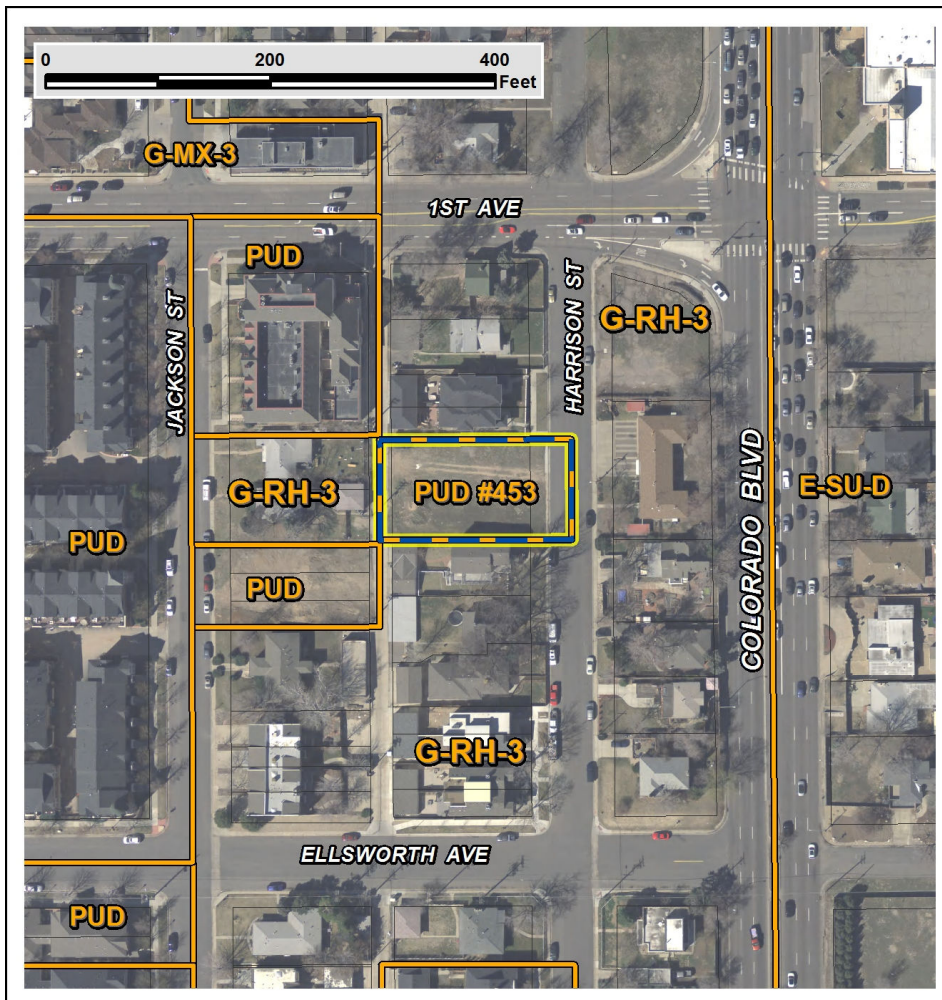 0 200 400
Feet
G-MX-3
1ST AVE
PUD
JACKSON ST
HARRISON ST
G-RH-3
COLORADO BLVD
G-RH-3
PUD #453
E-SU-D
PUD
PUD
G-RH-3
ELLSWORTH AVE
PUD